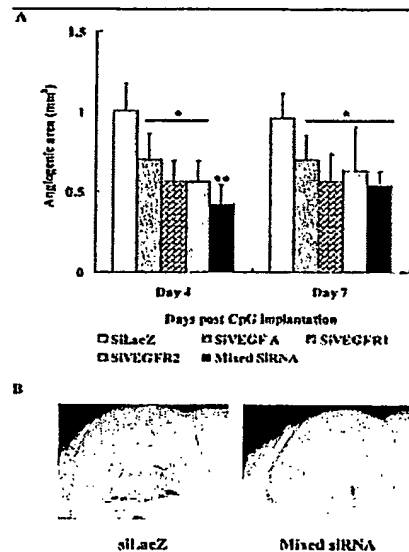 A
1.5
1
0.5
0
Angiogenic area (mm²)
*
*
**
Day 4
Day 7
Days post CpG Implantation
SiLacZ
SiVEGF A
SiVEGFR1
SiVEGFR2
Mixed SiRNA
B
siLacZ
Mixed siRNA